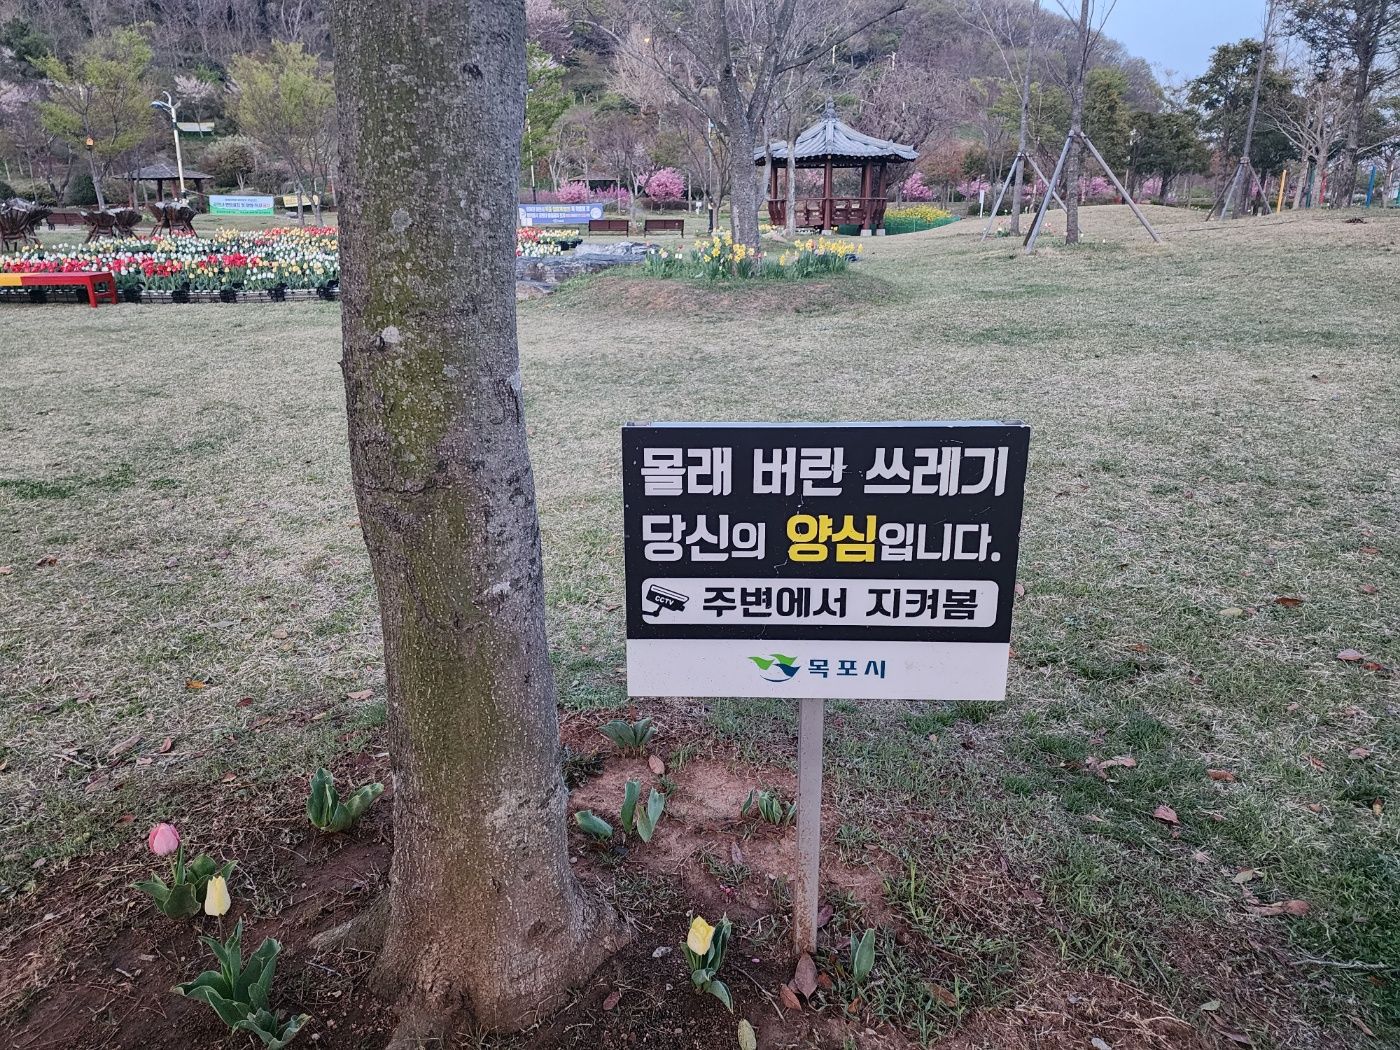 몰래 버란 쓰레기
당신의 양심입니다.
CCTV 주변에서 지켜봄
목포시